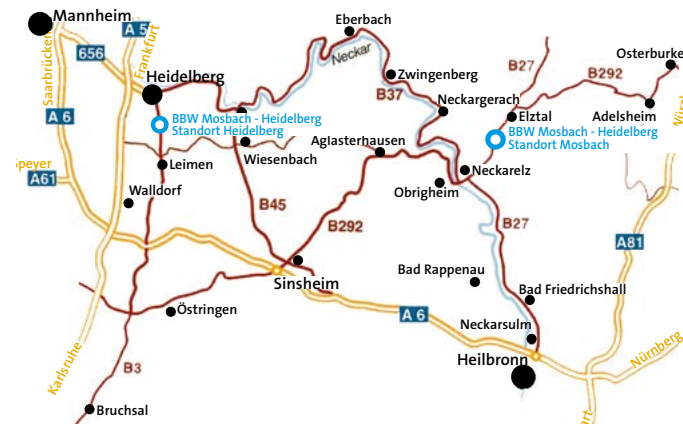 Mannheim
Eberbach
A 5
Frankfurt
Saarbrücken
656
Neckar
B27
Osterburke
B292
Heidelberg
Zwingenberg
B37
Neckargerach
Elztal
Adelsheim
A 6
BBW Mosbach - Heidelberg
Standort Heidelberg
BBW Mosbach - Heidelberg
Standort Mosbach
Aglasterhausen
Wiesenbach
Speyer
Leimen
Neckarelz
A61
Walldorf
Obrigheim
B45
B292
B27
A81
Bad Rappenau
Sinsheim
Bad Friedrichshall
Östringen
A 6
Neckarsulm
Heilbronn
Nürnberg
Karlsruhe
B3
Bruchsal